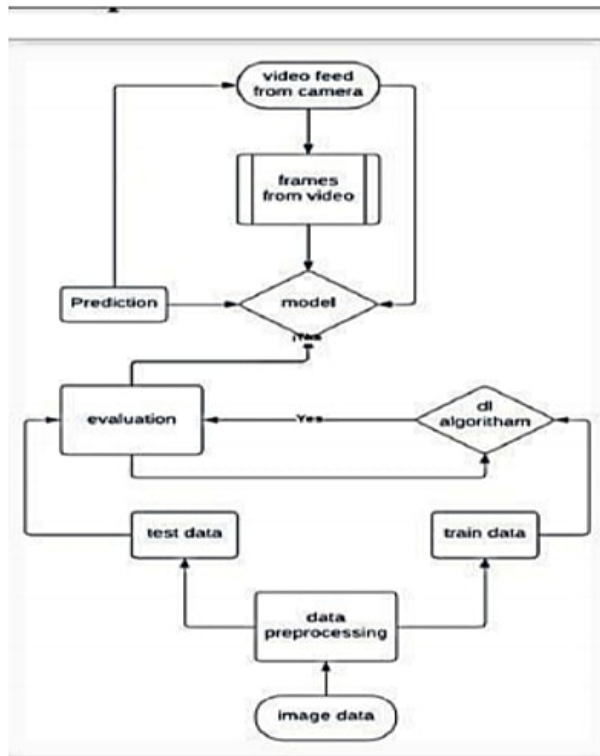 video feed
from camera
frames
from video
Prediction
model
Yes
evaluation
Yes
dl
algoritham
test data
train data
data
preprocessing
image data